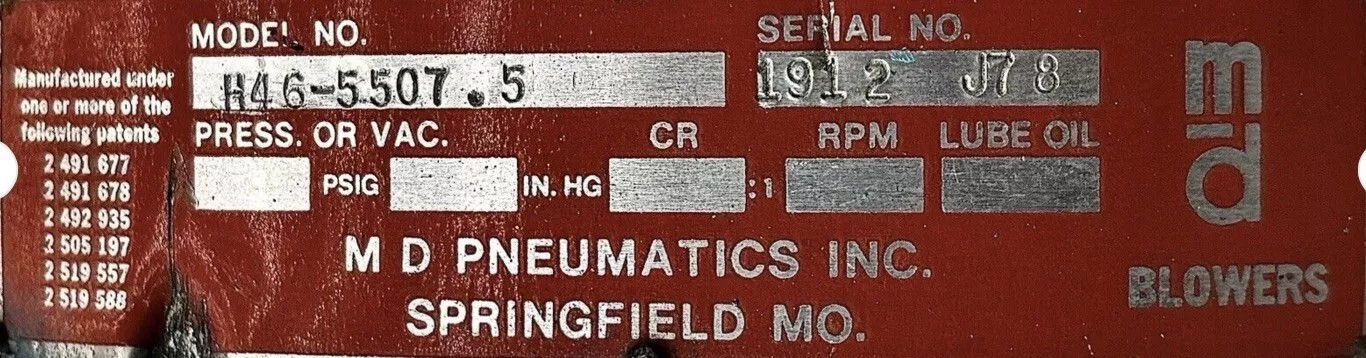 MODEL NO.
H46-5507.5
SERIAL NO.
1912 J78
Manufactured under
one or more of the
following patents
2 491 677
2 491 678
2 492 935
2 505 197
2 519 557
2 519 588
PRESS. OR VAC.
CR
RPM
LUBE OIL
PSIG
IN. HG
:1
M D PNEUMATICS INC.
SPRINGFIELD MO.
md
BLOWERS